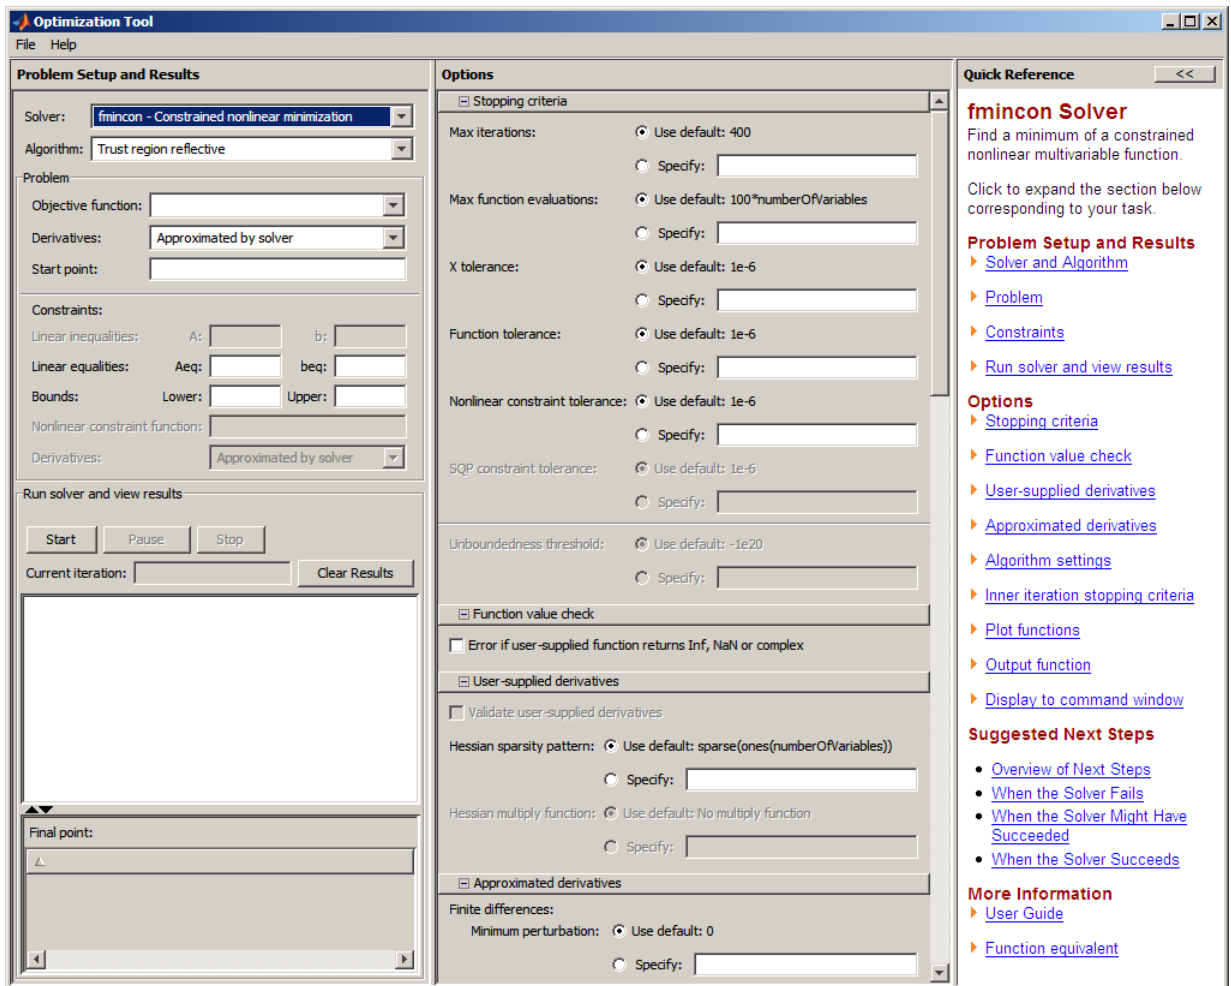 Optimization Tool
File Help
Problem Setup and Results
Solver: fmincon - Constrained nonlinear minimization
Algorithm: Trust region reflective
Problem
Objective function:
Derivatives: Approximated by solver
Start point:
Constraints:
Linear inequalities: A: b:
Linear equalities: Aeq: beq:
Bounds: Lower: Upper:
Nonlinear constraint function:
Derivatives: Approximated by solver
Run solver and view results
Start Pause Stop
Current iteration: Clear Results
Final point:
Options
Stopping criteria
Max iterations: Use default: 400
Specify:
Max function evaluations: Use default: 100*numberOfVariables
Specify:
X tolerance: Use default: 1e-6
Specify:
Function tolerance: Use default: 1e-6
Specify:
Nonlinear constraint tolerance: Use default: 1e-6
Specify:
SQP constraint tolerance: Use default: 1e-6
Specify:
Unboundedness threshold: Use default: -1e20
Specify:
Function value check
Error if user-supplied function returns Inf, NaN or complex
User-supplied derivatives
Validate user-supplied derivatives
Hessian sparsity pattern: Use default: sparse(ones(numberOfVariables))
Specify:
Hessian multiply function: Use default: No multiply function
Specify:
Approximated derivatives
Finite differences:
Minimum perturbation: Use default: 0
Specify:
Quick Reference <<
fmincon Solver
Find a minimum of a constrained
nonlinear multivariable function.
Click to expand the section below
corresponding to your task.
Problem Setup and Results
Solver and Algorithm
Problem
Constraints
Run solver and view results
Options
Stopping criteria
Function value check
User-supplied derivatives
Approximated derivatives
Algorithm settings
Inner iteration stopping criteria
Plot functions
Output function
Display to command window
Suggested Next Steps
Overview of Next Steps
When the Solver Fails
When the Solver Might Have
Succeeded
When the Solver Succeeds
More Information
User Guide
Function equivalent